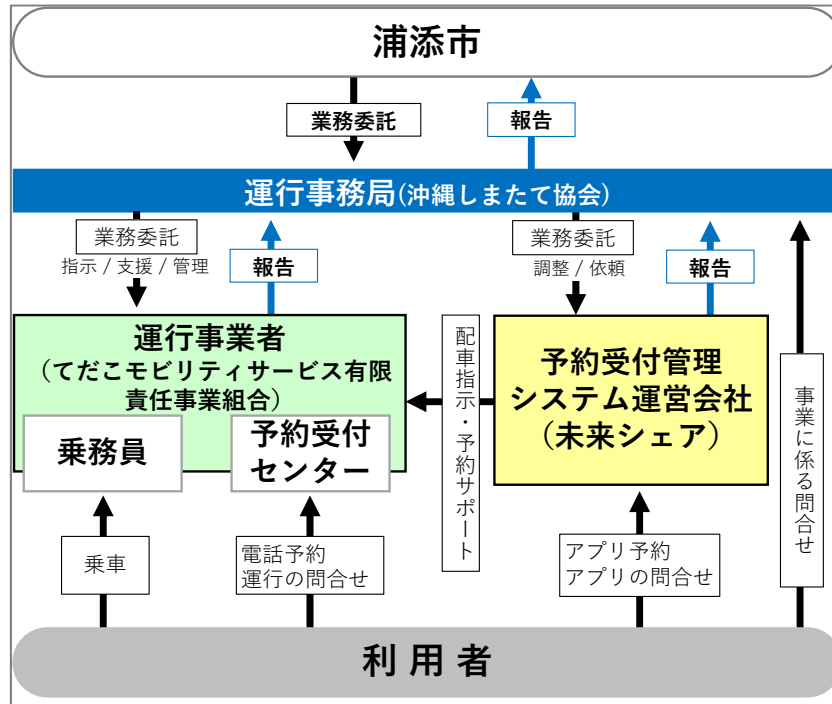 浦添市
業務委託
報告
運行事務局(沖縄しまたて協会)
業務委託
指示 / 支援 / 管理
報告
業務委託
調整 / 依頼
報告
運行事業者
（てだこモビリティサービス有限
責任事業組合）
乗務員
予約受付
センター
配車指示・予約サポート
予約受付管理
システム運営会社
（未来シェア）
事業に係る問合せ
乗車
電話予約
運行の問合せ
アプリ予約
アプリの問合せ
利 用 者